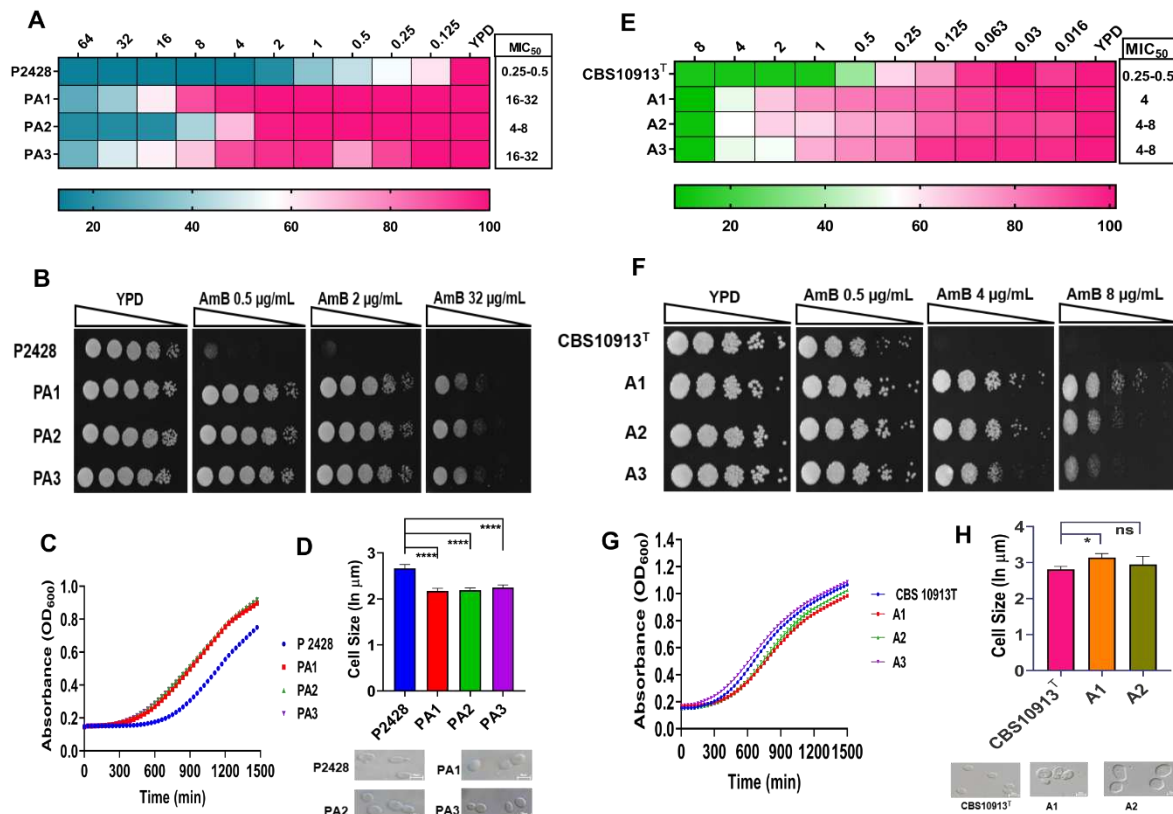 A
64 32 16 8 4 2 1 0.5 0.25 0.125 YPD
MIC50
P2428 0.25-0.5
PA1 16-32
PA2 4-8
PA3 16-32
20 40 60 80 100
E
8 4 2 1 0.5 0.25 0.125 0.063 0.03 0.016 YPD
MIC50
CBS10913T 0.25-0.5
A1 4
A2 4-8
A3 4-8
20 40 60 80 100
B
YPD AmB 0.5 µg/mL AmB 2 µg/mL AmB 32 µg/mL
P2428
PA1
PA2
PA3
F
YPD AmB 0.5 µg/mL AmB 4 µg/mL AmB 8 µg/mL
CBS10913T
A1
A2
A3
C
Absorbance (OD600)
1.0
0.8
0.6
0.4
0.2
0.0
0 300 600 900 1200 1500
Time (min)
P 2428
PA1
PA2
PA3
D
Cell Size (In µm)
3
2
1
0
****
****
****
P2428 PA1 PA2 PA3
P2428 PA1
PA2 PA3
G
Absorbance (OD600)
1.4
1.2
1.0
0.8
0.6
0.4
0.2
0.0
0 300 600 900 1200 1500
Time (min)
CBS 10913T
A1
A2
A3
H
Cell Size (In µm)
4
3
2
1
0
*
ns
CBS10913T A1 A2
CBS10913T A1 A2